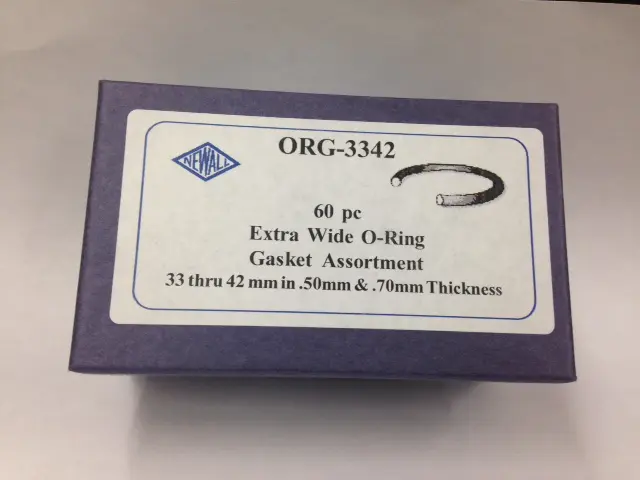 NEWALL
ORG-3342
60 pc
Extra Wide O-Ring
Gasket Assortment
33 thru 42 mm in .50mm & .70mm Thickness